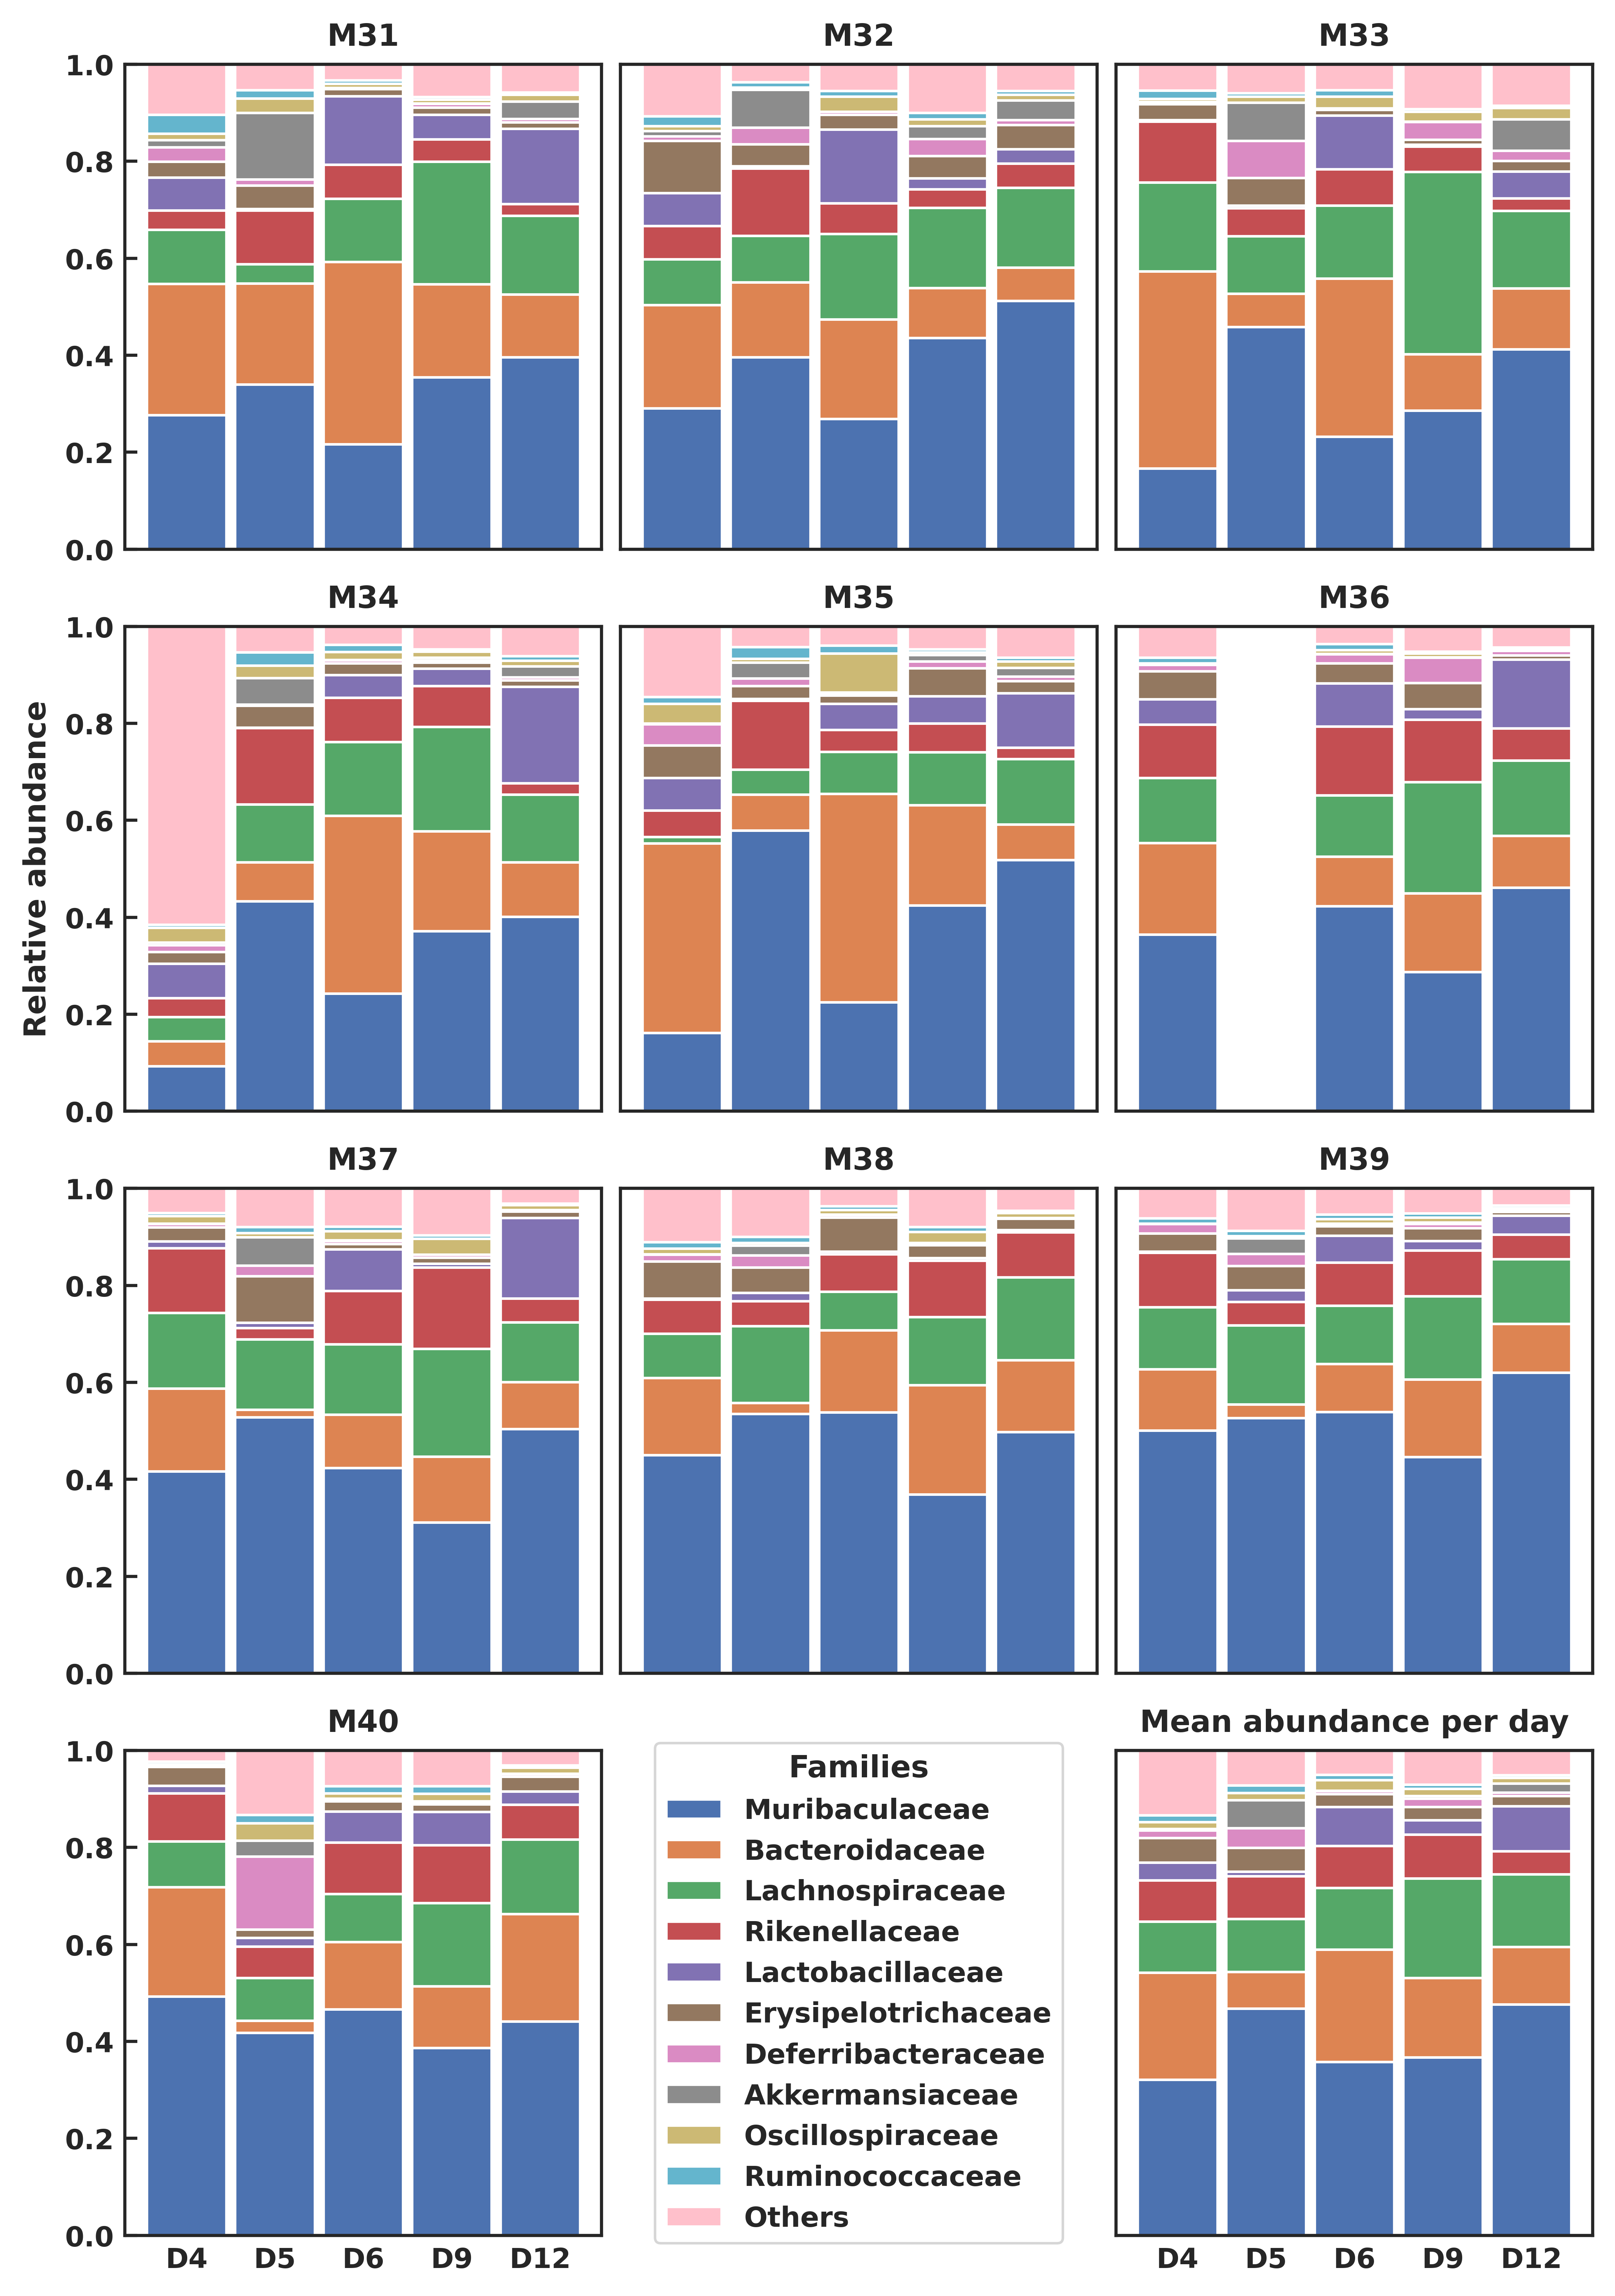 M31
M32
M33
1.0
0.8
0.6
0.4
0.2
0.0
M34
M35
M36
1.0
0.8
0.6
0.4
0.2
0.0
Relative abundance
M37
M38
M39
1.0
0.8
0.6
0.4
0.2
0.0
M40
1.0
0.8
0.6
0.4
0.2
0.0
D4 D5 D6 D9 D12
Families
Muribaculaceae
Bacteroidaceae
Lachnospiraceae
Rikenellaceae
Lactobacillaceae
Erysipelotrichaceae
Deferribacteraceae
Akkermansiaceae
Oscillospiraceae
Ruminococcaceae
Others
Mean abundance per day
D4 D5 D6 D9 D12